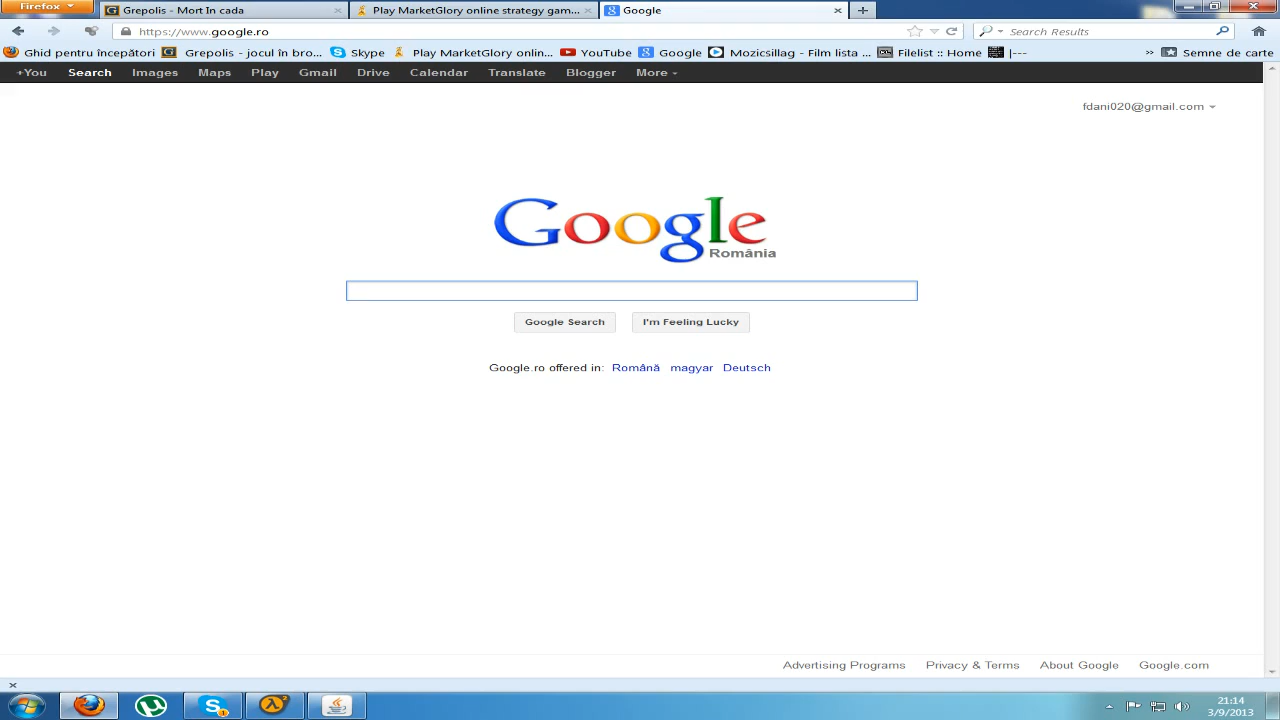 Firefox
Grepolis - Mort In cada
Play MarketGlory online strategy gam...
Google
https://www.google.ro
Search Results
Ghid pentru începători
Grepolis - jocul în bro...
Skype
Play MarketGlory onlin...
YouTube
Google
Mozicsillag - Film lista ...
Filelist :: Home
|---
»
Semne de carte
+You
Search
Images
Maps
Play
Gmail
Drive
Calendar
Translate
Blogger
More
fdani020@gmail.com
Google
România
Google Search
I'm Feeling Lucky
Google.ro offered in: Română magyar Deutsch
Advertising Programs
Privacy & Terms
About Google
Google.com
21:14
3/9/2013